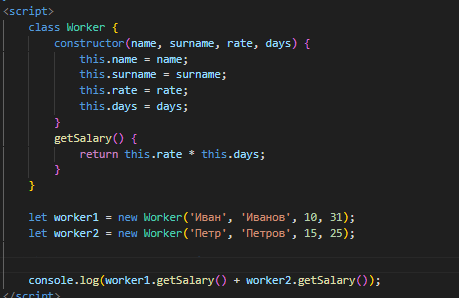 <script>
class Worker {
constructor(name, surname, rate, days) {
this.name = name;
this.surname = surname;
this.rate = rate;
this.days = days;
}
getSalary() {
return this.rate * this.days;
}
}
let worker1 = new Worker('Иван', 'Иванов', 10, 31);
let worker2 = new Worker('Петр', 'Петров', 15, 25);
console.log(worker1.getSalary() + worker2.getSalary());
</script>